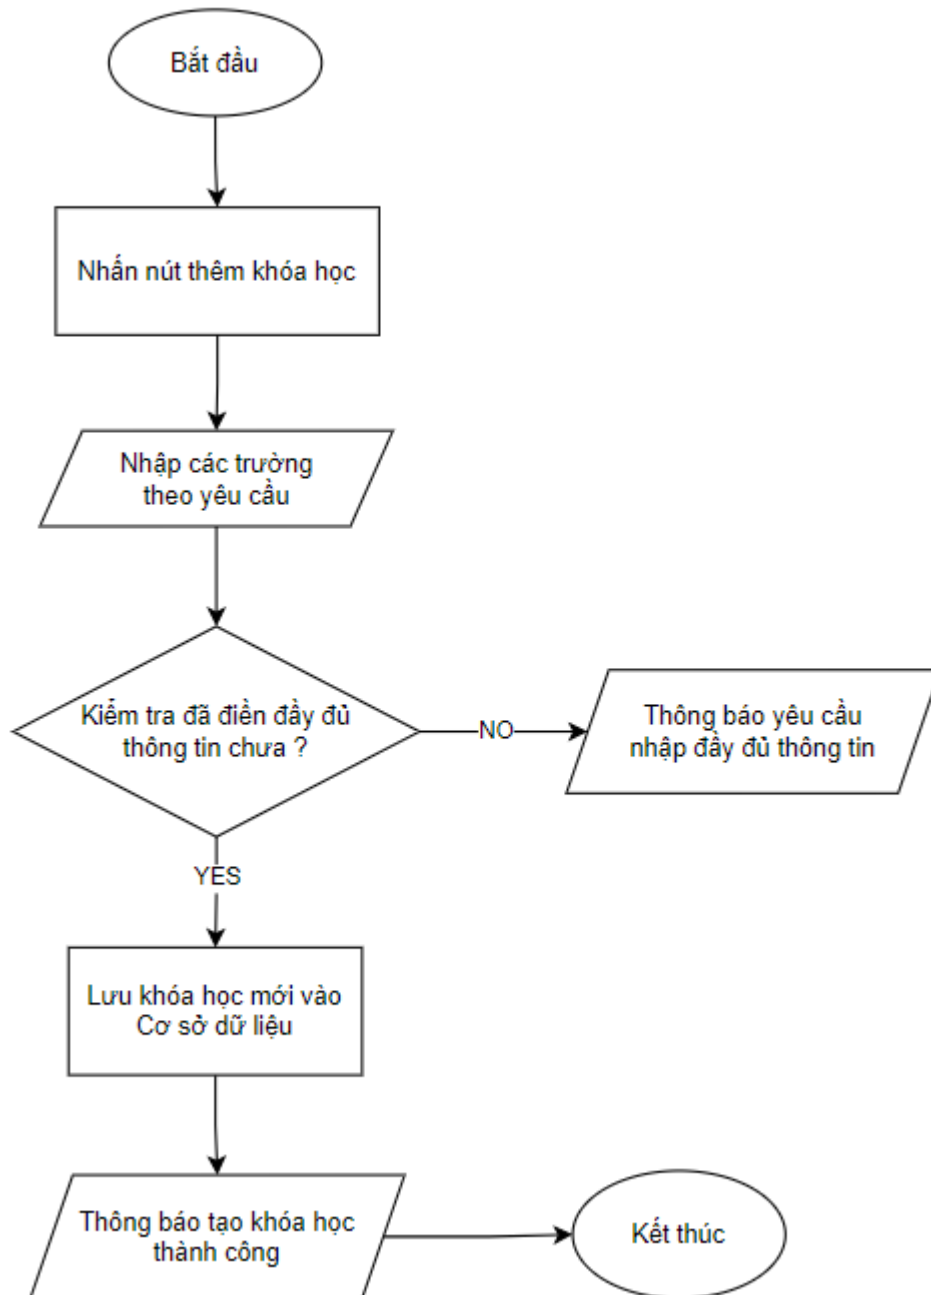 Bắt đầu
Nhấn nút thêm khóa học
Nhập các trường
theo yêu cầu
Kiểm tra đã điền đầy đủ
thông tin chưa ?
NO
Thông báo yêu cầu
nhập đầy đủ thông tin
YES
Lưu khóa học mới vào
Cơ sở dữ liệu
Thông báo tạo khóa học
thành công
Kết thúc